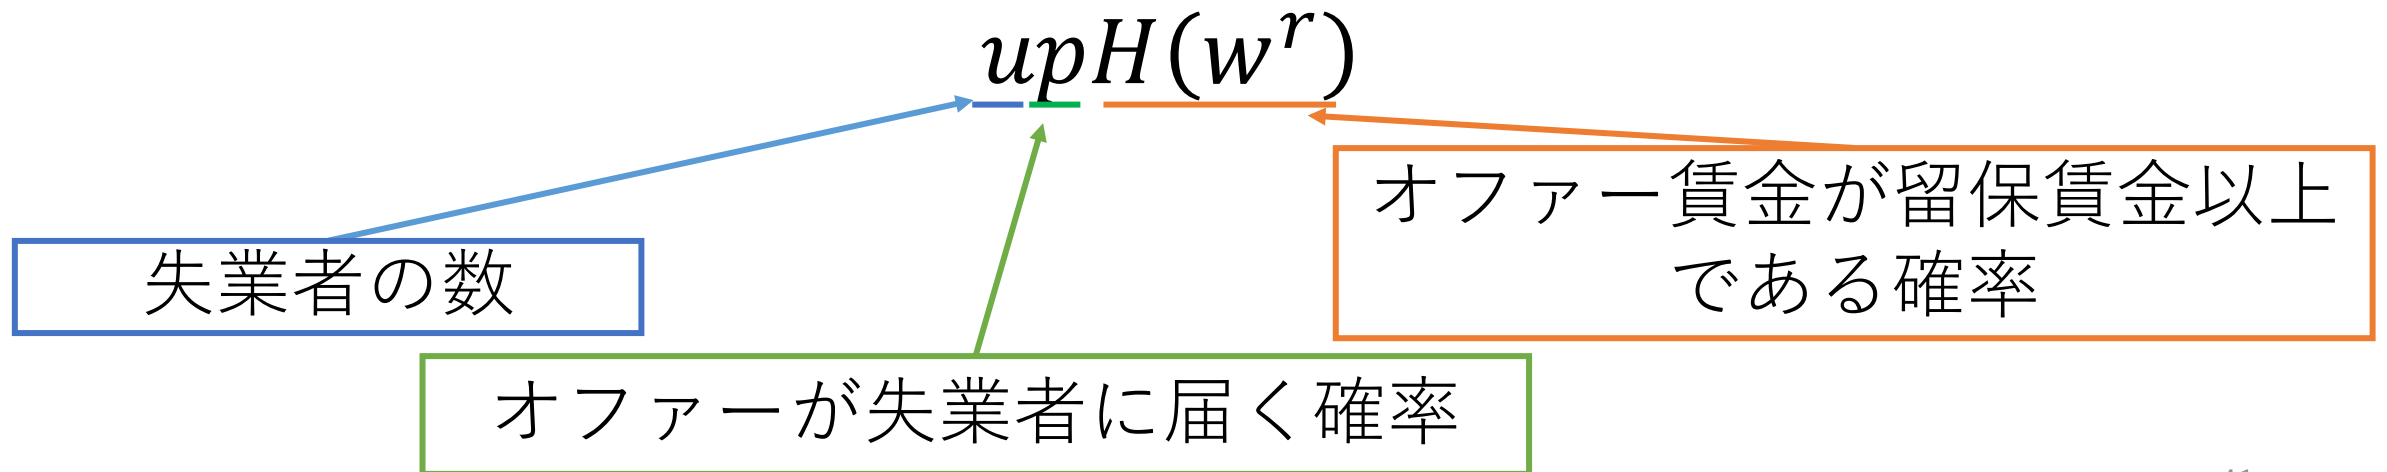 upH(w^r)
オファー賃金が留保賃金以上
である確率
失業者の数
オファーが失業者に届く確率